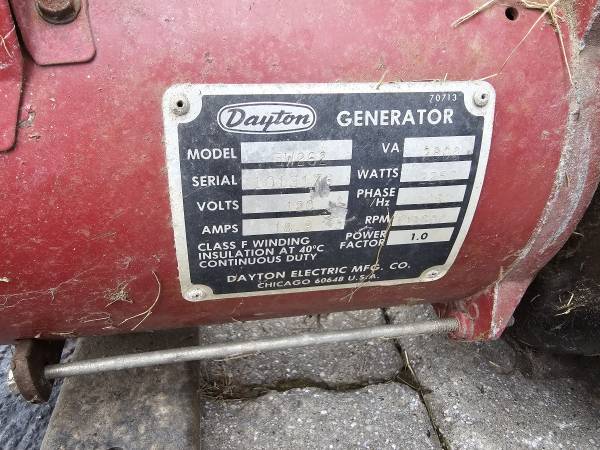 70713
Dayton GENERATOR
MODEL VA
SERIAL WATTS
VOLTS PHASE
/Hz
AMPS RPM
CLASS F WINDING POWER
INSULATION AT 40°C FACTOR 1.0
CONTINUOUS DUTY
DAYTON ELECTRIC MFG. CO.
CHICAGO 60648 U.S.A.